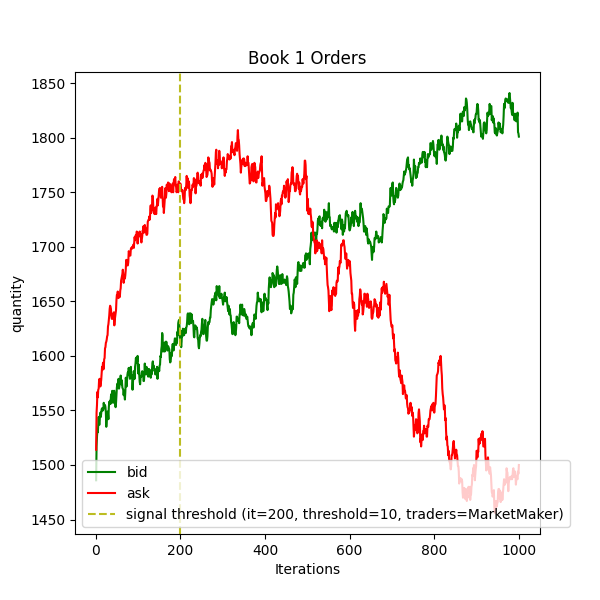 Book 1 Orders
1850
1800
1750
1700
1650
1600
1550
1500
1450
quantity
bid
ask
signal threshold (it=200, threshold=10, traders=MarketMaker)
0 200 400 600 800 1000
Iterations